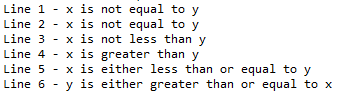 Line 1 - x is not equal to y
Line 2 - x is not equal to y
Line 3 - x is not less than y
Line 4 - x is greater than y
Line 5 - x is either less than or equal to y
Line 6 - y is either greater than or equal to x